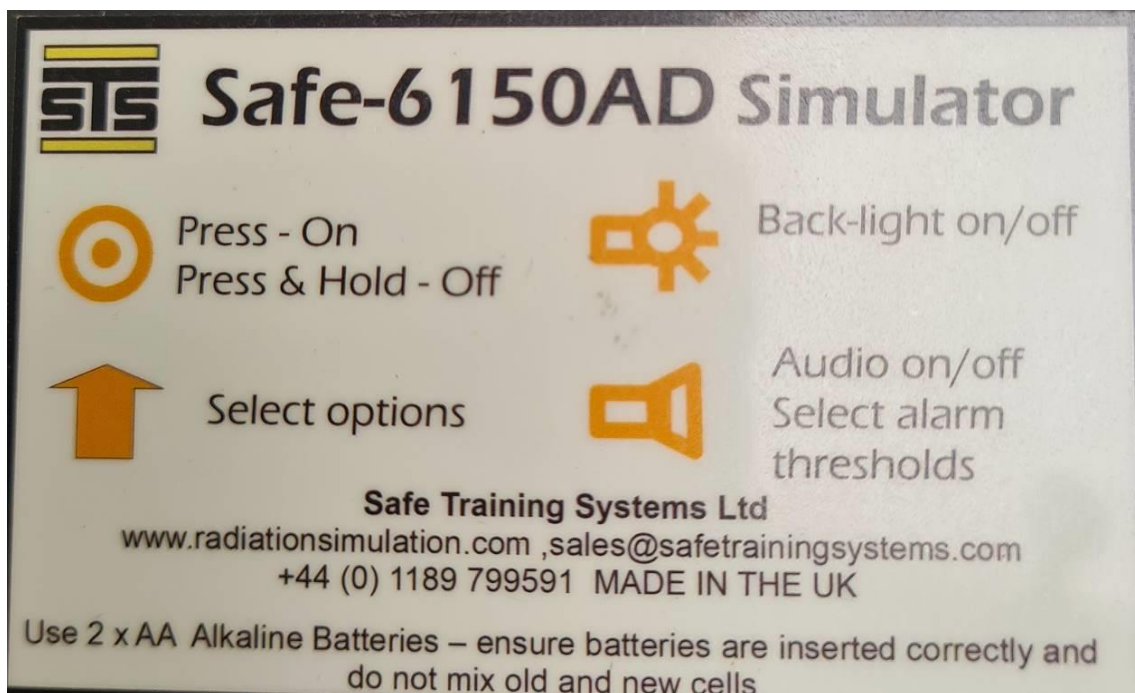 STS Safe-6150AD Simulator
Press - On
Press & Hold - Off
Back-light on/off
Select options
Audio on/off
Select alarm
thresholds
Safe Training Systems Ltd
www.radiationsimulation.com ,sales@safetrainingsystems.com
+44 (0) 1189 799591 MADE IN THE UK
Use 2 x AA Alkaline Batteries – ensure batteries are inserted correctly and
do not mix old and new cells